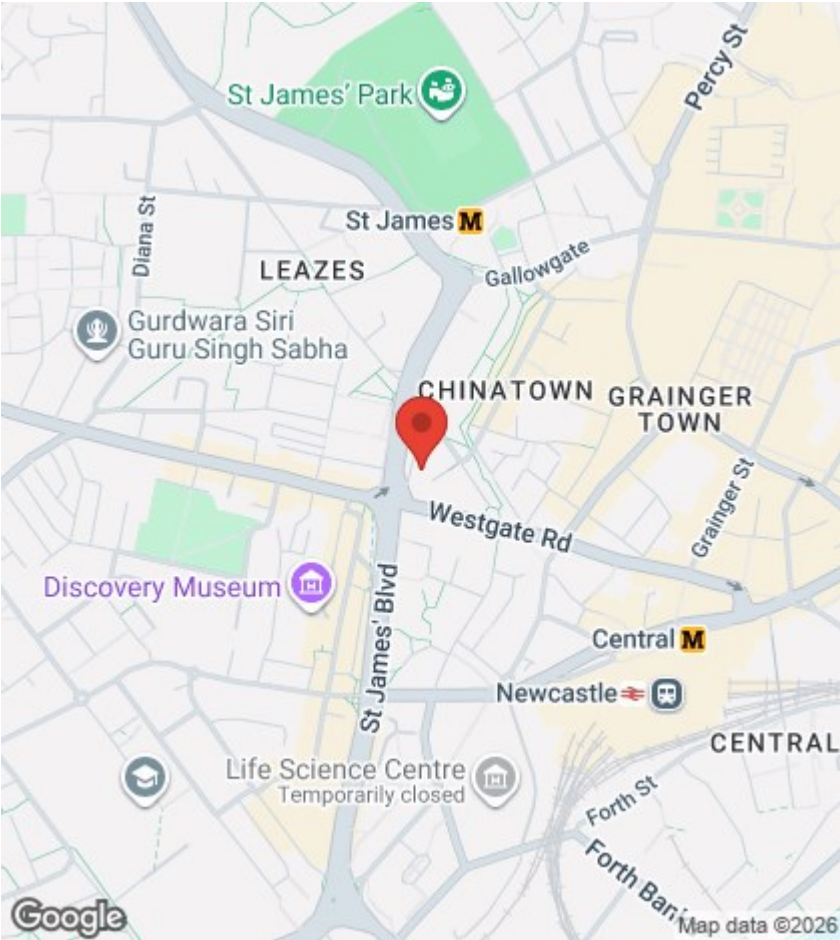 Percy St
St James' Park
Diana St
St James M
Gallowgate
LEAZES
Gurdwara Siri
Guru Singh Sabha
CHINATOWN
GRAINGER
TOWN
Grainger St
Westgate Rd
Discovery Museum
St James' Blvd
Central M
Newcastle
CENTRAL
Life Science Centre
Temporarily closed
Forth St
Forth Ban
Google
Map data ©2026